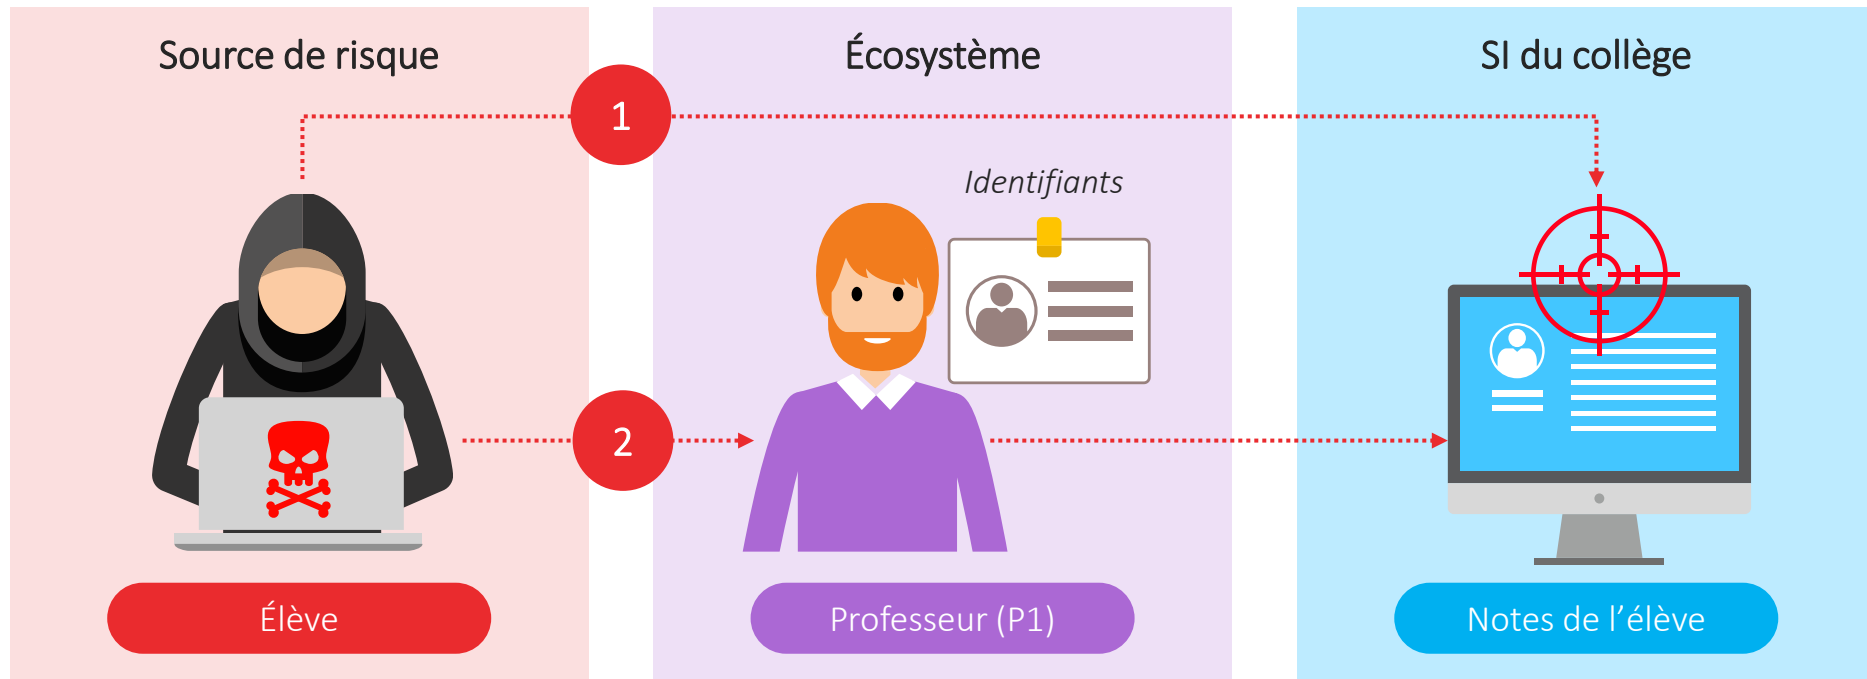 Source de risque
Écosystème
SI du collège
1
Identifiants
2
Élève
Professeur (P1)
Notes de l’élève